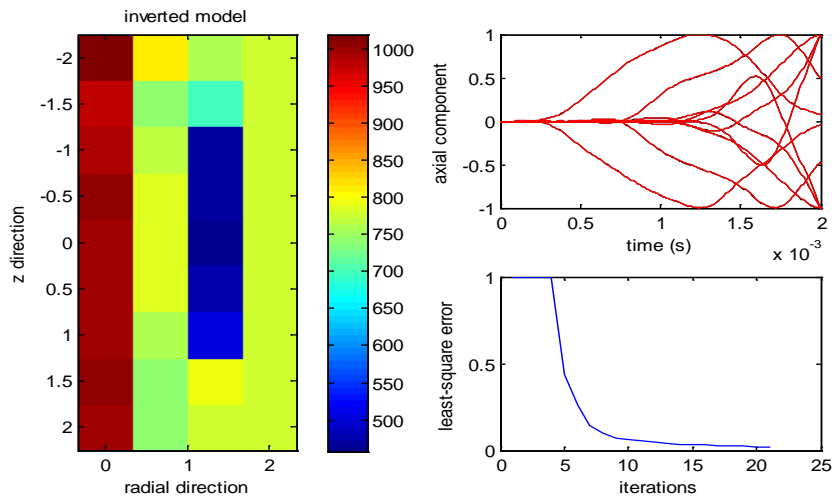 inverted model
z direction
-2
-1.5
-1
-0.5
0
0.5
1
1.5
2
0 1 2
radial direction
1000
950
900
850
800
750
700
650
600
550
500
axial component
1
0.5
0
-0.5
-1
0 0.5 1 1.5 2
time (s)
x 10^-3
least-square error
1
0.5
0
0 5 10 15 20 25
iterations